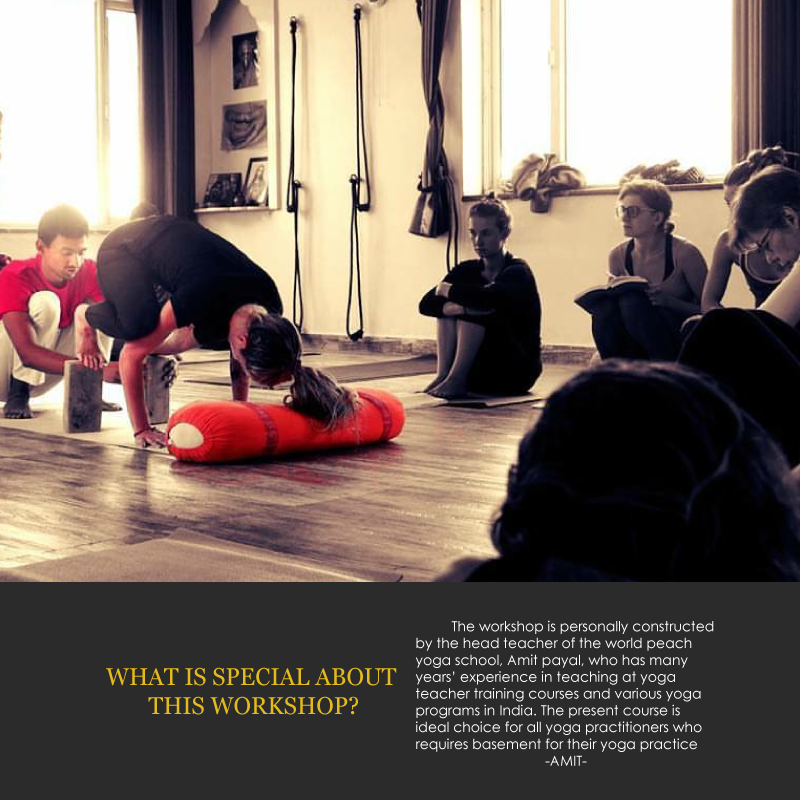 WHAT IS SPECIAL ABOUT
THIS WORKSHOP?
The workshop is personally constructed
by the head teacher of the world peach
yoga school, Amit payal, who has many
years' experience in teaching at yoga
teacher training courses and various yoga
programs in India. The present course is
ideal choice for all yoga practitioners who
requires basement for their yoga practice
-AMIT-